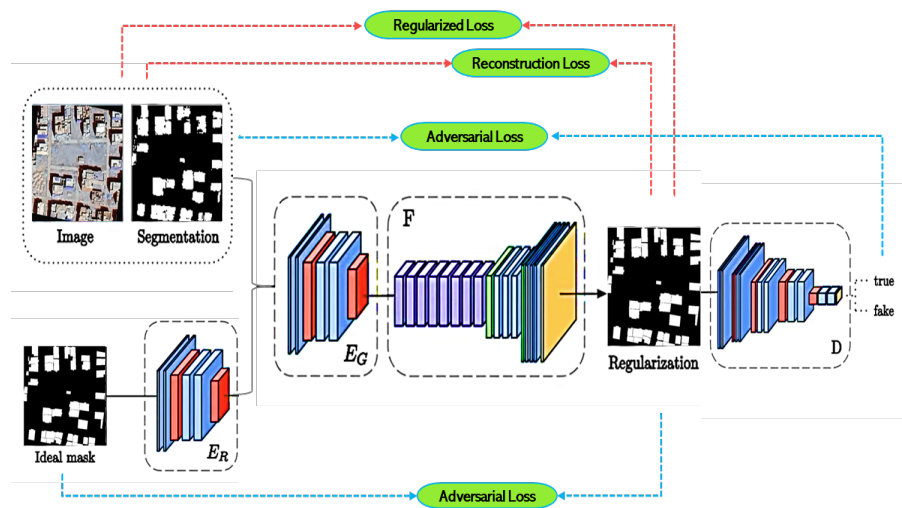 Regularized Loss
Reconstruction Loss
Adversarial Loss
Image
Segmentation
F
E_G
Regularization
true
fake
D
Ideal mask
E_R
Adversarial Loss